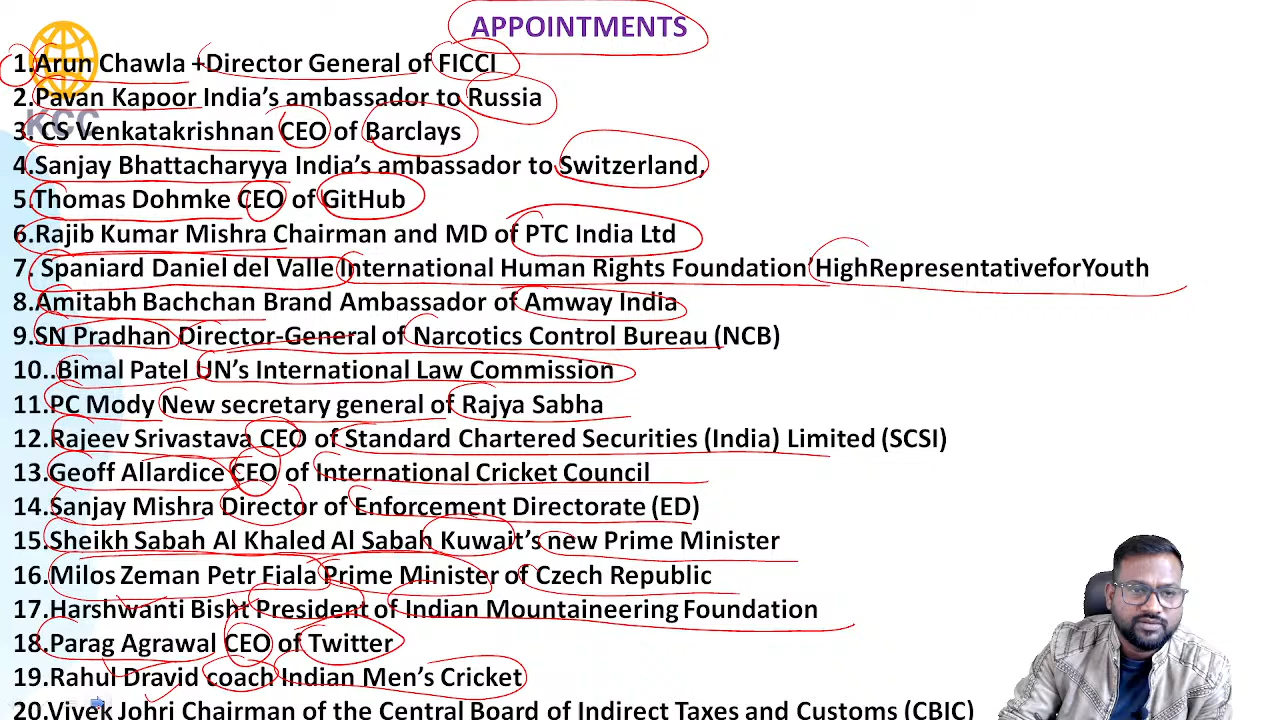 APPOINTMENTS
1.Arun Chawla +Director General of FICCI
2.Pavan Kapoor India's ambassador to Russia
KCC
3. CS Venkatakrishnan CEO of Barclays
4.Sanjay Bhattacharyya India's ambassador to Switzerland,
5.Thomas Dohmke CEO of GitHub
6.Rajib Kumar Mishra Chairman and MD of PTC India Ltd
7. Spaniard Daniel del Valle International Human Rights Foundation'HighRepresentativeforYouth
8.Amitabh Bachchan Brand Ambassador of Amway India
9.SN Pradhan Director-General of Narcotics Control Bureau (NCB)
10..Bimal Patel UN's International Law Commission
11.PC Mody New secretary general of Rajya Sabha
12.Rajeev Srivastava CEO of Standard Chartered Securities (India) Limited (SCSI)
13.Geoff Allardice CEO of International Cricket Council
14.Sanjay Mishra Director of Enforcement Directorate (ED)
15.Sheikh Sabah Al Khaled Al Sabah Kuwait's new Prime Minister
16.Milos Zeman Petr Fiala Prime Minister of Czech Republic
17.Harshwanti Bisht President of Indian Mountaineering Foundation
18.Parag Agrawal CEO of Twitter
19.Rahul Dravid coach Indian Men's Cricket
20.Vivek Johri Chairman of the Central Board of Indirect Taxes and Customs (CBIC)